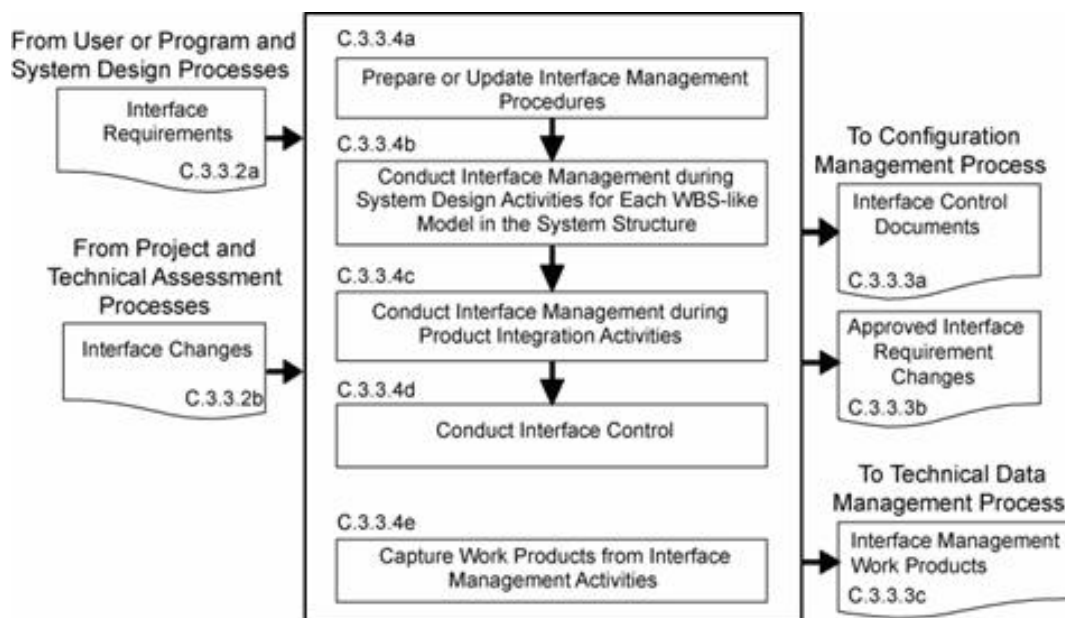 From User or Program and
System Design Processes
Interface
Requirements
C.3.3.2a
From Project and
Technical Assessment
Processes
Interface Changes
C.3.3.2b
C.3.3.4a
Prepare or Update Interface Management
Procedures
C.3.3.4b
Conduct Interface Management during
System Design Activities for Each WBS-like
Model in the System Structure
C.3.3.4c
Conduct Interface Management during
Product Integration Activities
C.3.3.4d
Conduct Interface Control
C.3.3.4e
Capture Work Products from Interface
Management Activities
To Configuration
Management Process
Interface Control
Documents
C.3.3.3a
Approved Interface
Requirement
Changes
C.3.3.3b
To Technical Data
Management Process
Interface Management
Work Products
C.3.3.3c